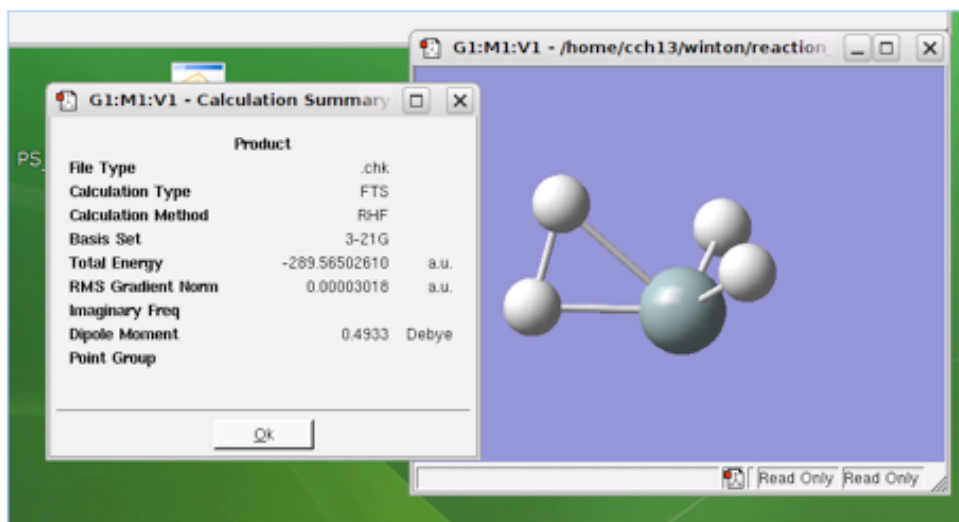 G1:M1:V1 - /home/cch13/winton/reaction_
G1:M1:V1 - Calculation Summary
PS_
Product
File Type .chk
Calculation Type FTS
Calculation Method RHF
Basis Set 3-21G
Total Energy -289.56502610 a.u.
RMS Gradient Norm 0.00003018 a.u.
Imaginary Freq
Dipole Moment 0.4933 Debye
Point Group
Ok
Read Only Read Only